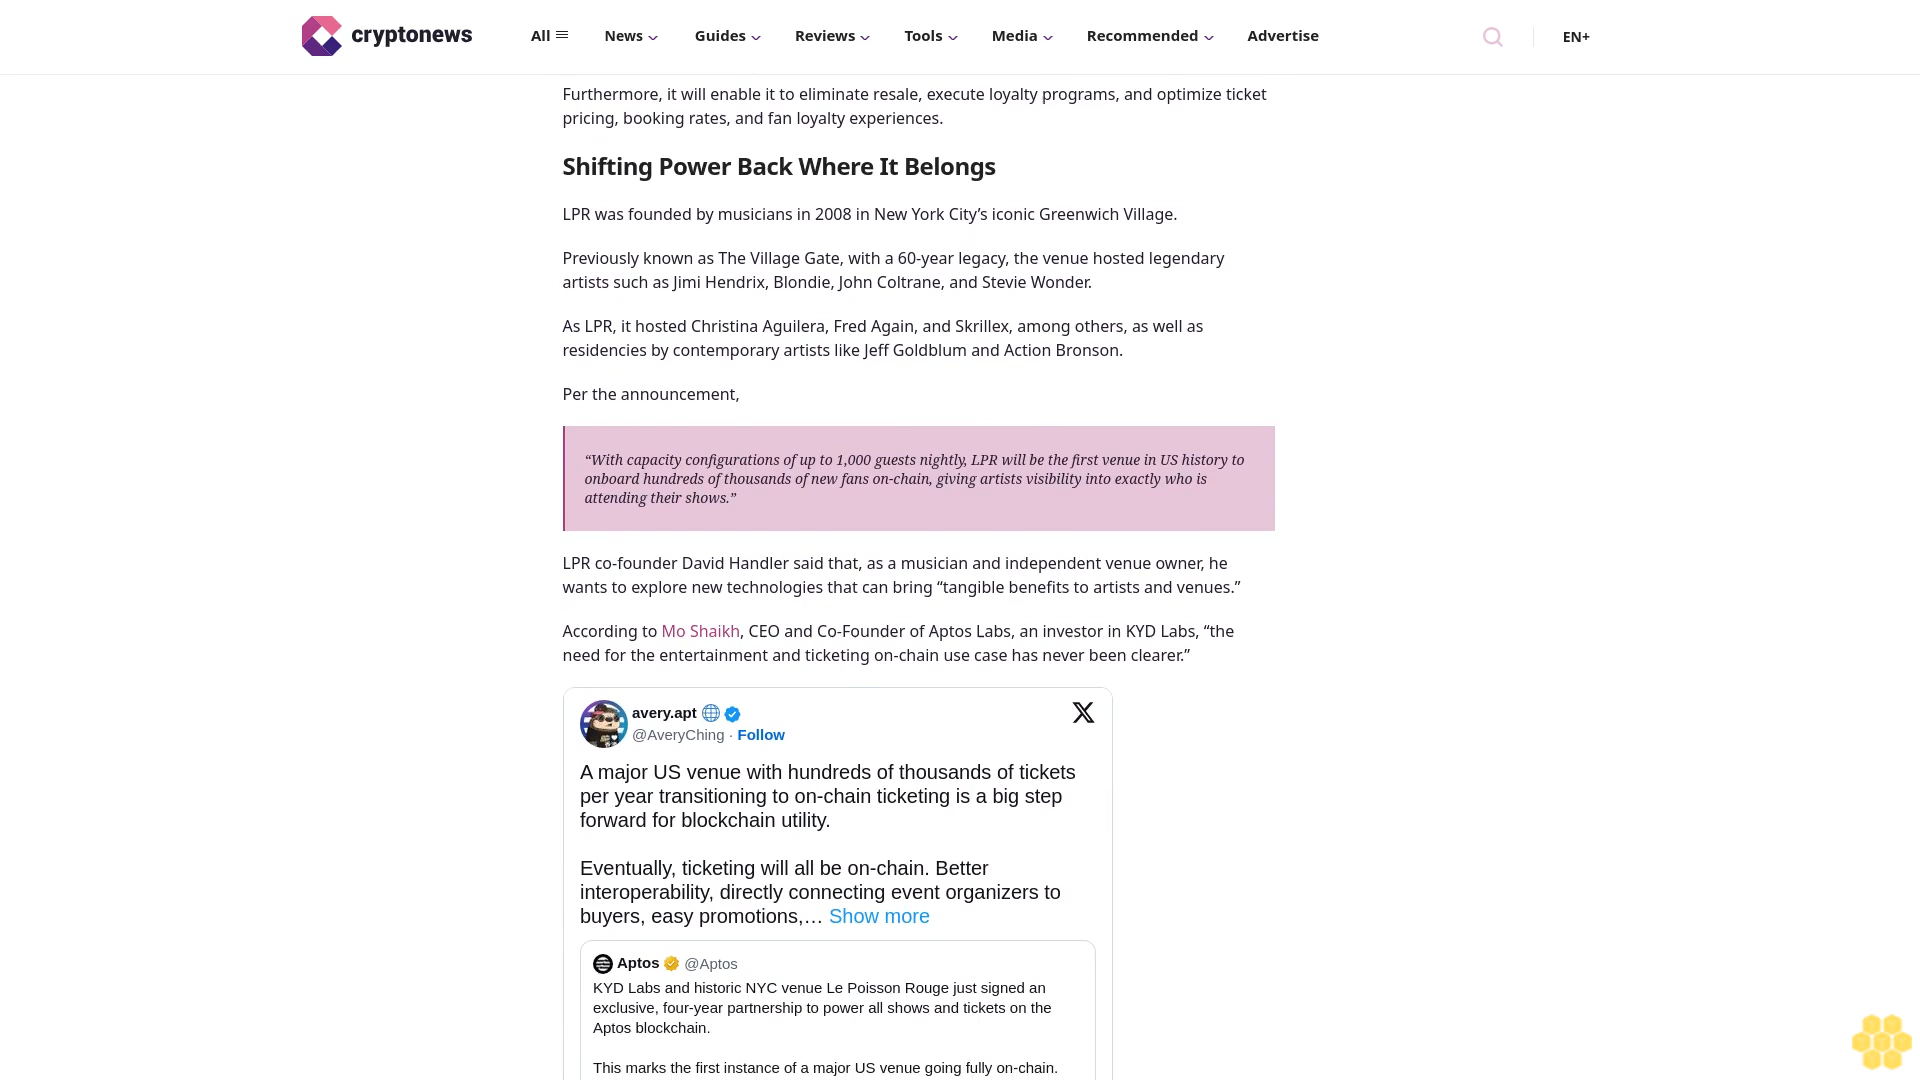 cryptonews
All
News
Guides
Reviews
Tools
Media
Recommended
Advertise
EN+
Furthermore, it will enable it to eliminate resale, execute loyalty programs, and optimize ticket
pricing, booking rates, and fan loyalty experiences.
Shifting Power Back Where It Belongs
LPR was founded by musicians in 2008 in New York City’s iconic Greenwich Village.
Previously known as The Village Gate, with a 60-year legacy, the venue hosted legendary
artists such as Jimi Hendrix, Blondie, John Coltrane, and Stevie Wonder.
As LPR, it hosted Christina Aguilera, Fred Again, and Skrillex, among others, as well as
residencies by contemporary artists like Jeff Goldblum and Action Bronson.
Per the announcement,
“With capacity configurations of up to 1,000 guests nightly, LPR will be the first venue in US history to
onboard hundreds of thousands of new fans on-chain, giving artists visibility into exactly who is
attending their shows.”
LPR co-founder David Handler said that, as a musician and independent venue owner, he
wants to explore new technologies that can bring “tangible benefits to artists and venues.”
According to Mo Shaikh, CEO and Co-Founder of Aptos Labs, an investor in KYD Labs, “the
need for the entertainment and ticketing on-chain use case has never been clearer.”
avery.apt
@AveryChing · Follow
A major US venue with hundreds of thousands of tickets
per year transitioning to on-chain ticketing is a big step
forward for blockchain utility.
Eventually, ticketing will all be on-chain. Better
interoperability, directly connecting event organizers to
buyers, easy promotions,… Show more
Aptos @Aptos
KYD Labs and historic NYC venue Le Poisson Rouge just signed an
exclusive, four-year partnership to power all shows and tickets on the
Aptos blockchain.
This marks the first instance of a major US venue going fully on-chain.